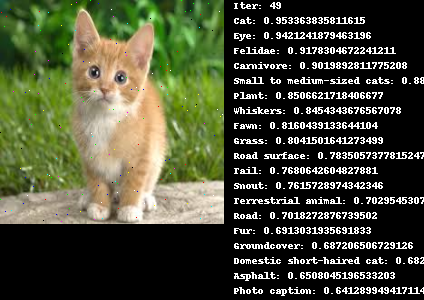 Iter: 49
Cat: 0.953363835811615
Eye: 0.9421241879463196
Felidae: 0.9178304672241211
Carnivore: 0.9019892811775208
Small to medium-sized cats: 0.88
Plant: 0.8506621718406677
Whiskers: 0.8454343676567078
Fawn: 0.8160439133644104
Grass: 0.8041501641273499
Road surface: 0.7835057377815247
Tail: 0.7680642604827881
Snout: 0.7615728974342346
Terrestrial animal: 0.7029545307
Road: 0.7018272876739502
Fur: 0.6913031935691833
Groundcover: 0.687206506729126
Domestic short-haired cat: 0.682
Asphalt: 0.6508045196533203
Photo caption: 0.641289949417114